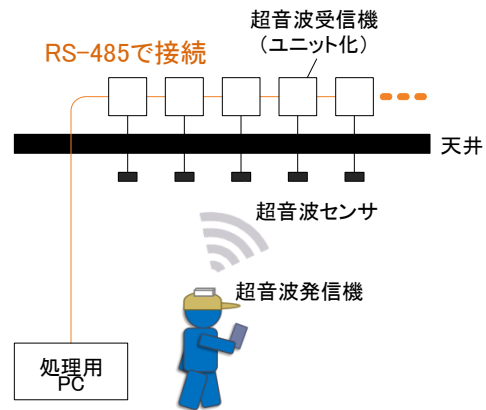 超音波受信機
（ユニット化）
RS-485で接続
天井
超音波センサ
超音波発信機
処理用
PC